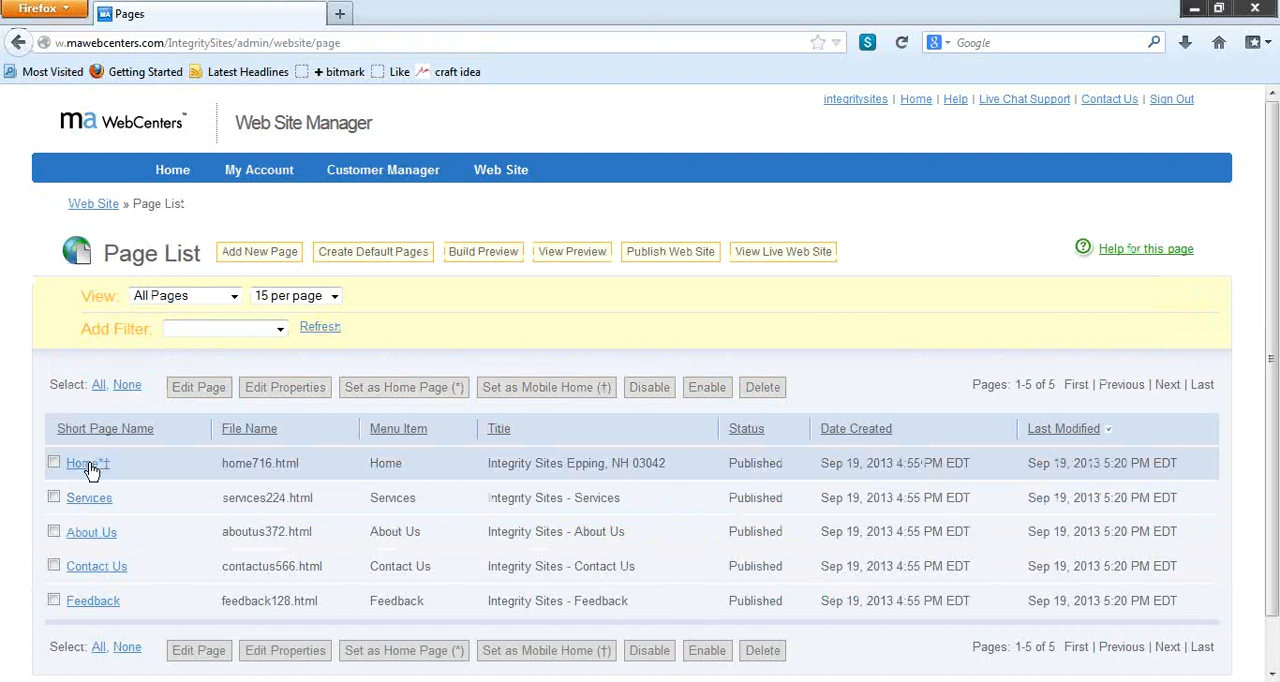 Firefox
MA Pages
w.mawebcenters.com/IntegritySites/admin/website/page
S
Google
Most Visited Getting Started Latest Headlines + bitmark Like craft idea
integritysites | Home | Help | Live Chat Support | Contact Us | Sign Out
ma WebCenters™ Web Site Manager
Home My Account Customer Manager Web Site
Web Site » Page List
Page List Add New Page Create Default Pages Build Preview View Preview Publish Web Site View Live Web Site Help for this page
View: All Pages 15 per page
Add Filter: Refresh
Select: All, None Edit Page Edit Properties Set as Home Page (*) Set as Mobile Home (†) Disable Enable Delete Pages: 1-5 of 5 First | Previous | Next | Last
Short Page Name File Name Menu Item Title Status Date Created Last Modified
Home*† home716.html Home Integrity Sites Epping, NH 03042 Published Sep 19, 2013 4:55 PM EDT Sep 19, 2013 5:20 PM EDT
Services services224.html Services Integrity Sites - Services Published Sep 19, 2013 4:55 PM EDT Sep 19, 2013 5:20 PM EDT
About Us aboutus372.html About Us Integrity Sites - About Us Published Sep 19, 2013 4:55 PM EDT Sep 19, 2013 5:20 PM EDT
Contact Us contactus566.html Contact Us Integrity Sites - Contact Us Published Sep 19, 2013 4:55 PM EDT Sep 19, 2013 5:20 PM EDT
Feedback feedback128.html Feedback Integrity Sites - Feedback Published Sep 19, 2013 4:55 PM EDT Sep 19, 2013 5:20 PM EDT
Select: All, None Edit Page Edit Properties Set as Home Page (*) Set as Mobile Home (†) Disable Enable Delete Pages: 1-5 of 5 First | Previous | Next | Last